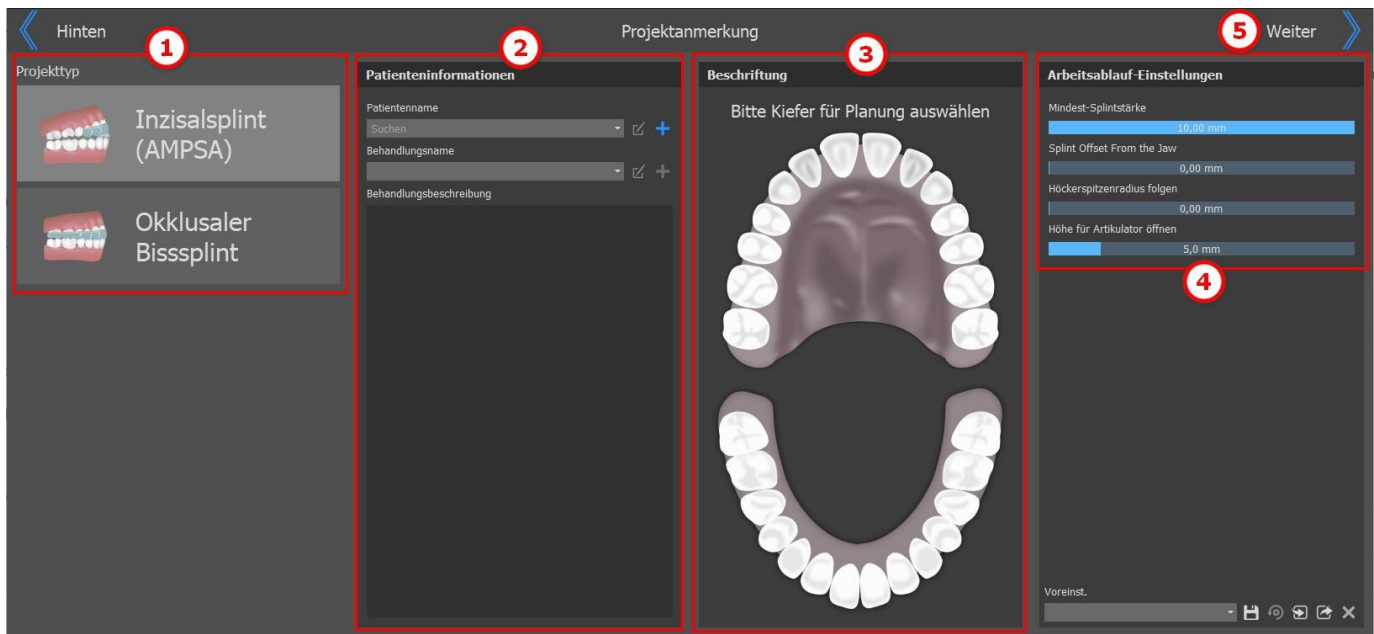 Hinten
Projektanmerkung
5
Weiter
1
Projekttyp
Inzisalsplint
(AMPSA)
Okklusaler
Bisssplint
2
Patienteninformationen
Patientenname
Suchen
Behandlungsname
Behandlungsbeschreibung
3
Beschriftung
Bitte Kiefer für Planung auswählen
Arbeitsablauf-Einstellungen
Mindest-Splintstärke
10,00 mm
Splint Offset From the Jaw
0,00 mm
Höckerspitzenradius folgen
0,00 mm
Höhe für Artikulator öffnen
5,0 mm
4
Voreinst.